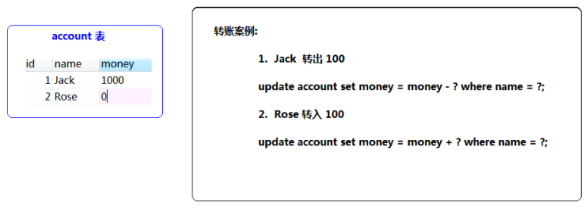 account 表
id name money
1 Jack 1000
2 Rose 0
转账案例:
1. Jack 转出 100
update account set money = money - ? where name = ?;
2. Rose 转入 100
update account set money = money + ? where name = ?;